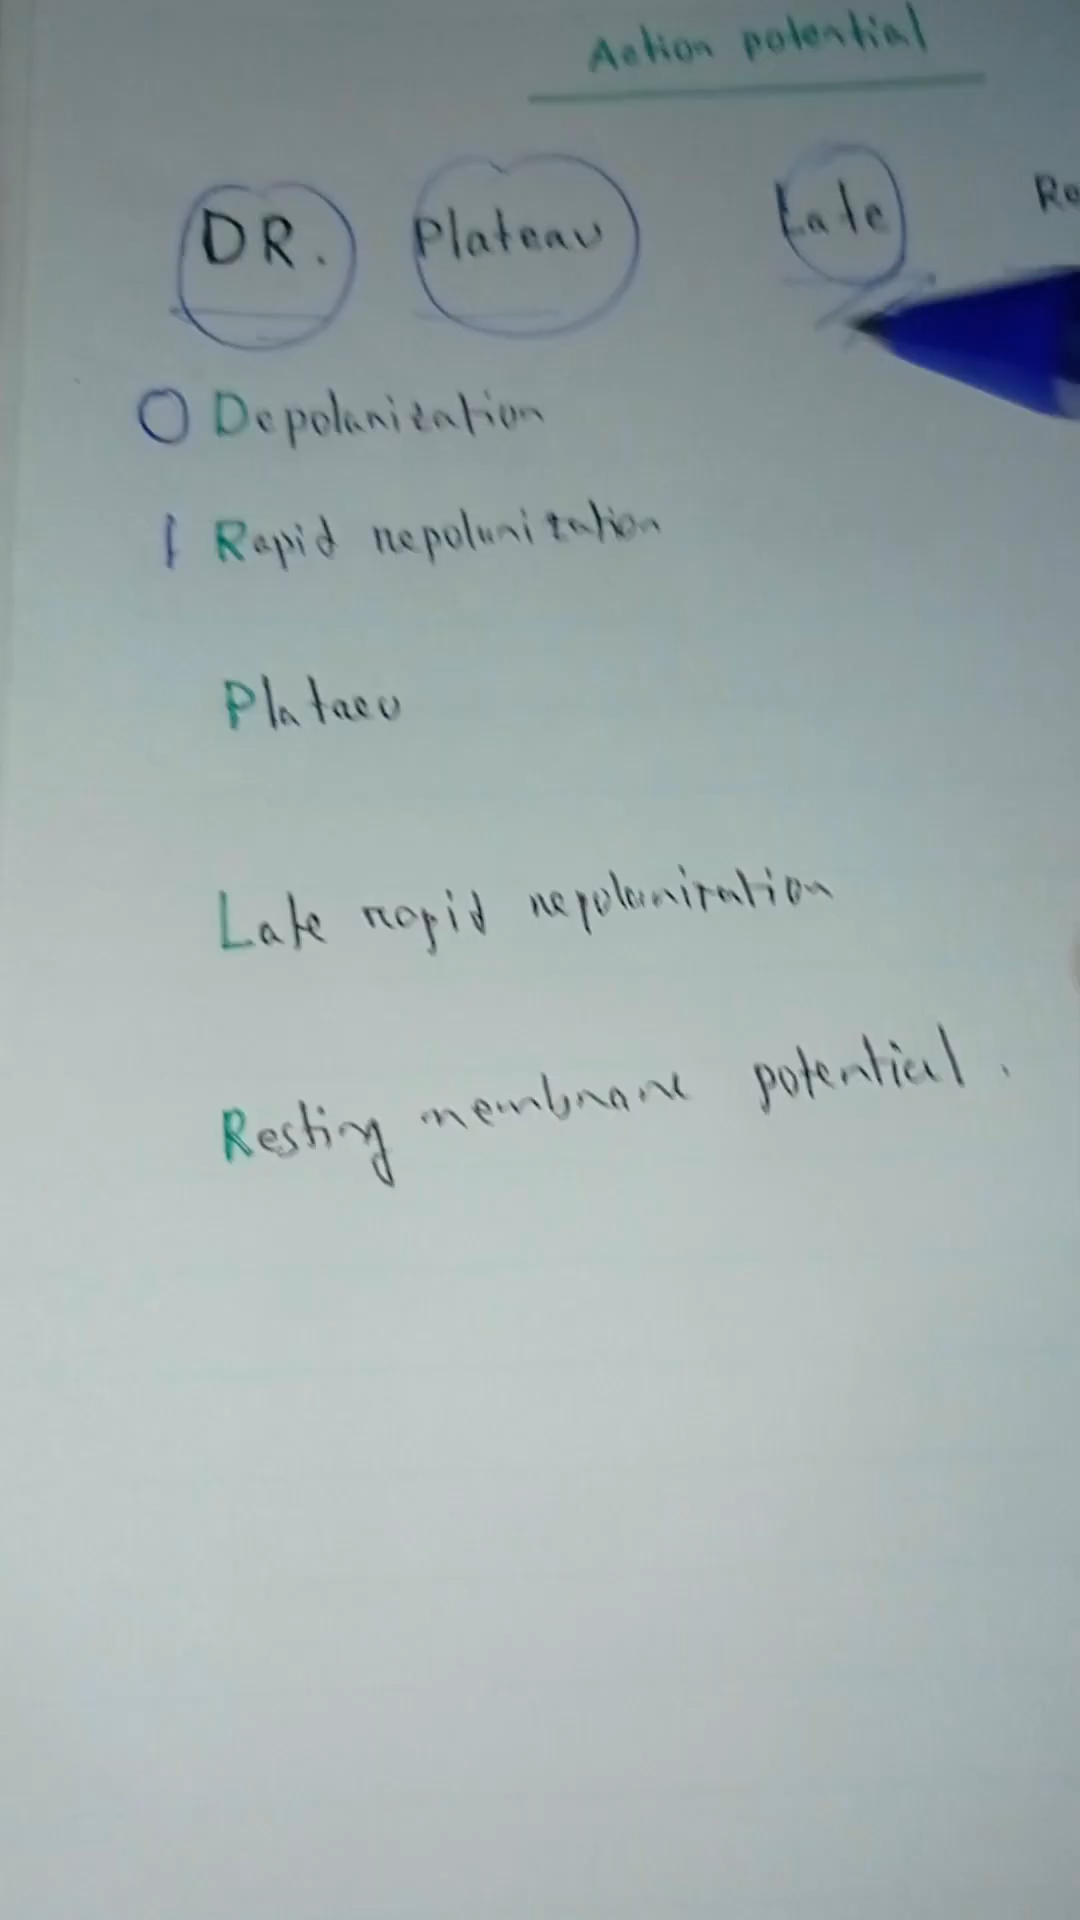 Action potential
DR. Plateau Late Re
0 Depolarization
1 Rapid repolarization
Plataeu
Late rapid repolarization
Resting membrane potential.